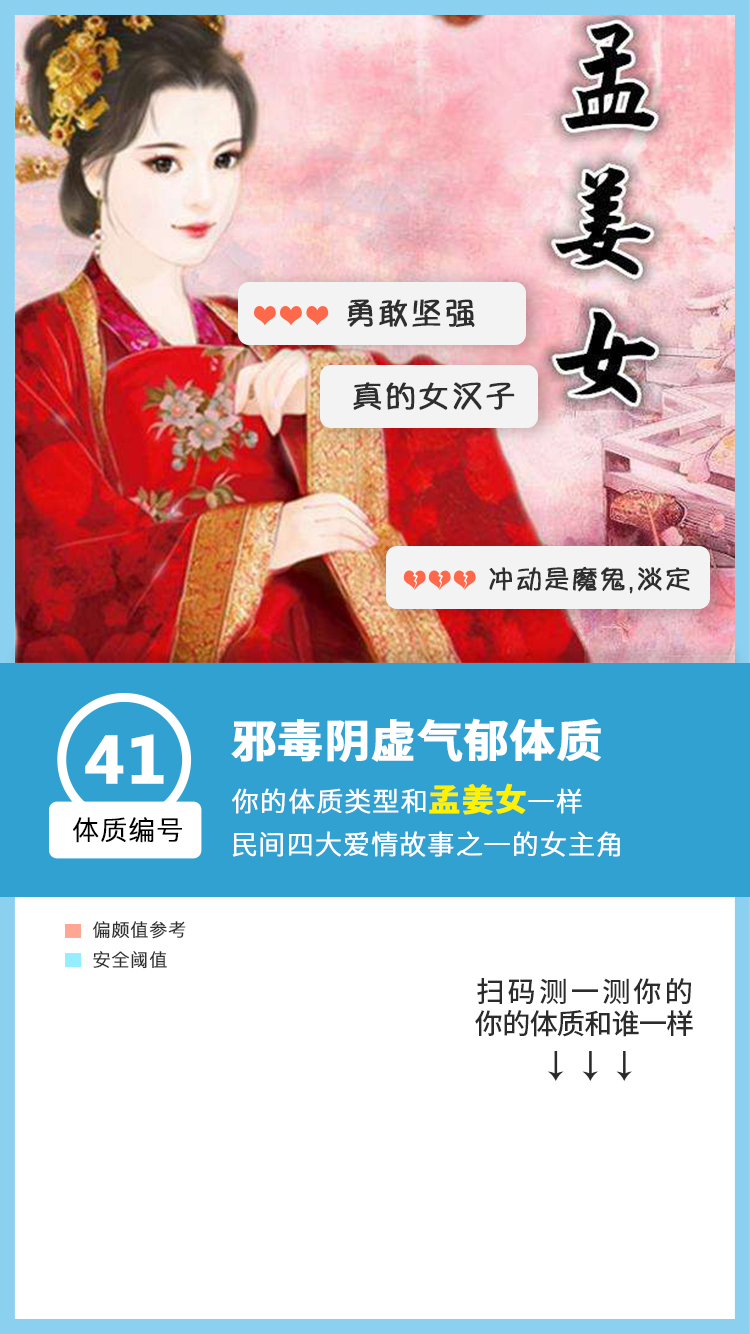 孟姜女
勇敢坚强
真的女汉子
冲动是魔鬼,淡定
41
体质编号
邪毒阴虚气郁体质
你的体质类型和孟姜女一样
民间四大爱情故事之一的女主角
偏颇值参考
安全阈值
扫码测一测你的
你的体质和谁一样
↓ ↓ ↓